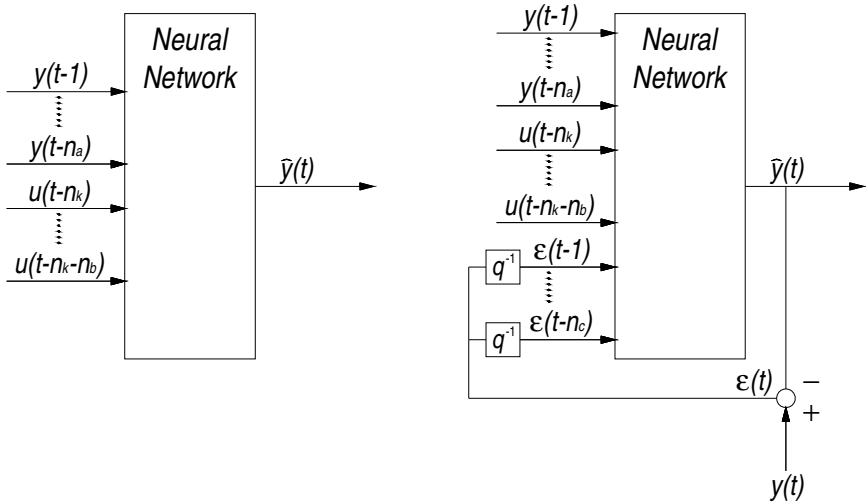 Neural
Network
y(t-1)
y(t-nₐ)
u(t-nₖ)
u(t-nₖ-n_b)
ŷ(t)
Neural
Network
y(t-1)
y(t-nₐ)
u(t-nₖ)
u(t-nₖ-n_b)
q⁻¹
ε(t-1)
q⁻¹
ε(t-n_c)
ŷ(t)
ε(t)
−
+
y(t)